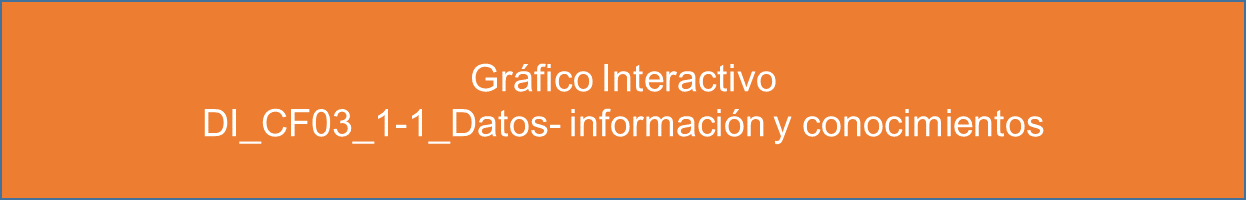 Gráfico Interactivo
DI_CF03_1-1_Datos- información y conocimientos